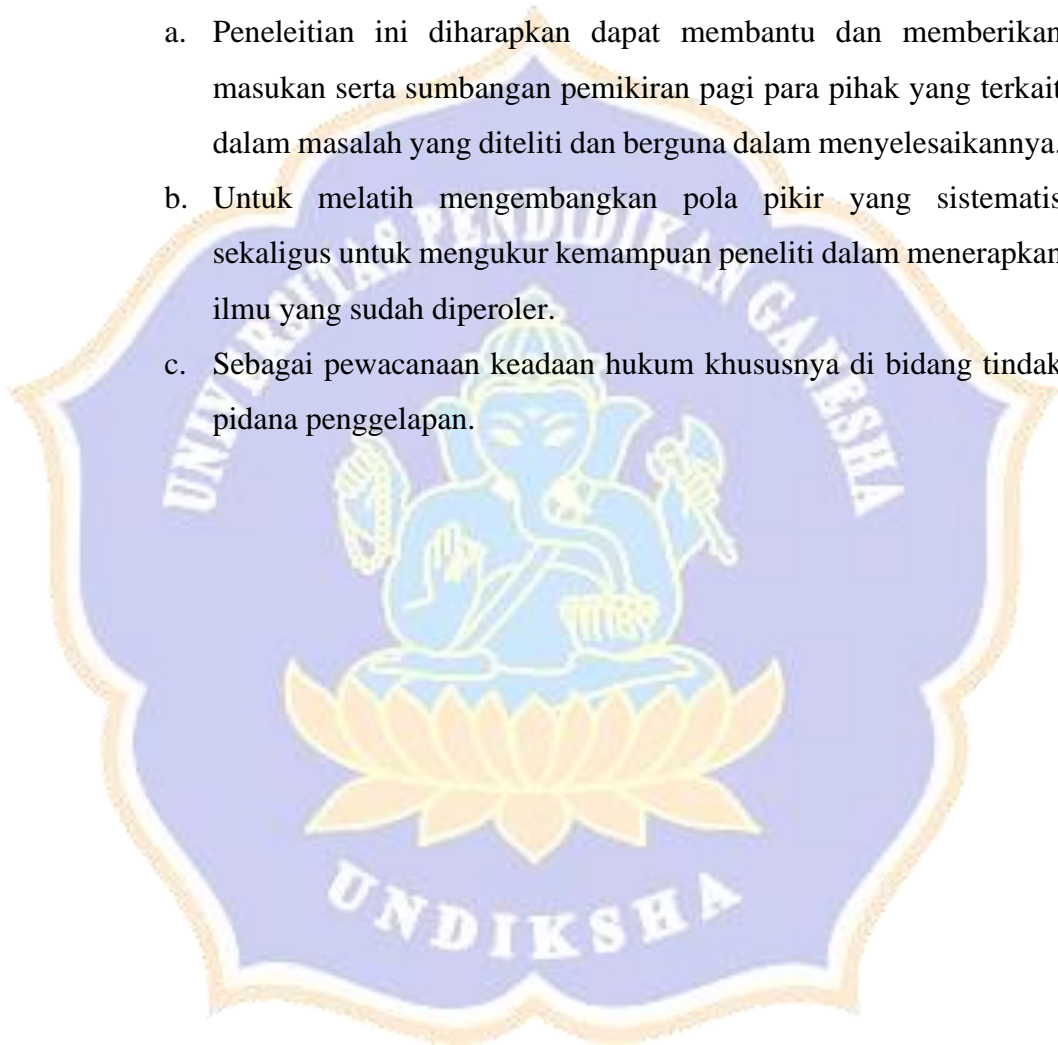 a. Peneleitian ini diharapkan dapat membantu dan memberikan
masukan serta sumbangan pemikiran pagi para pihak yang terkait
dalam masalah yang diteliti dan berguna dalam menyelesaikannya.
b. Untuk melatih mengembangkan pola pikir yang sistematis
sekaligus untuk mengukur kemampuan peneliti dalam menerapkan
ilmu yang sudah diperoler.
c. Sebagai pewacanaan keadaan hukum khususnya di bidang tindak
pidana penggelapan.
UNIVERSITAS PENDIDIKAN GANESHA
UNDIKSHA